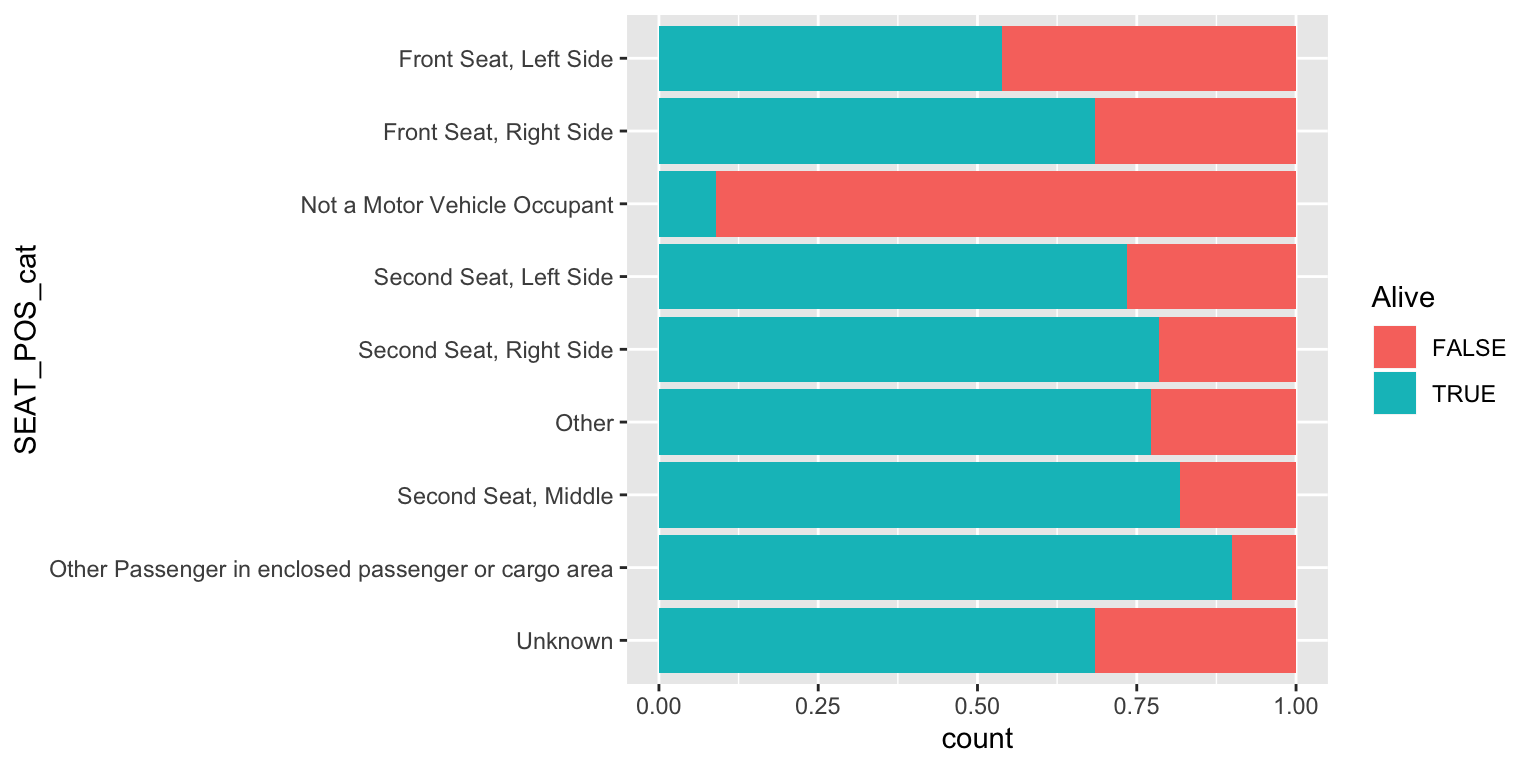 SEAT_POS_cat
Front Seat, Left Side
Front Seat, Right Side
Not a Motor Vehicle Occupant
Second Seat, Left Side
Second Seat, Right Side
Other
Second Seat, Middle
Other Passenger in enclosed passenger or cargo area
Unknown
0.00 0.25 0.50 0.75 1.00
count
Alive
FALSE
TRUE